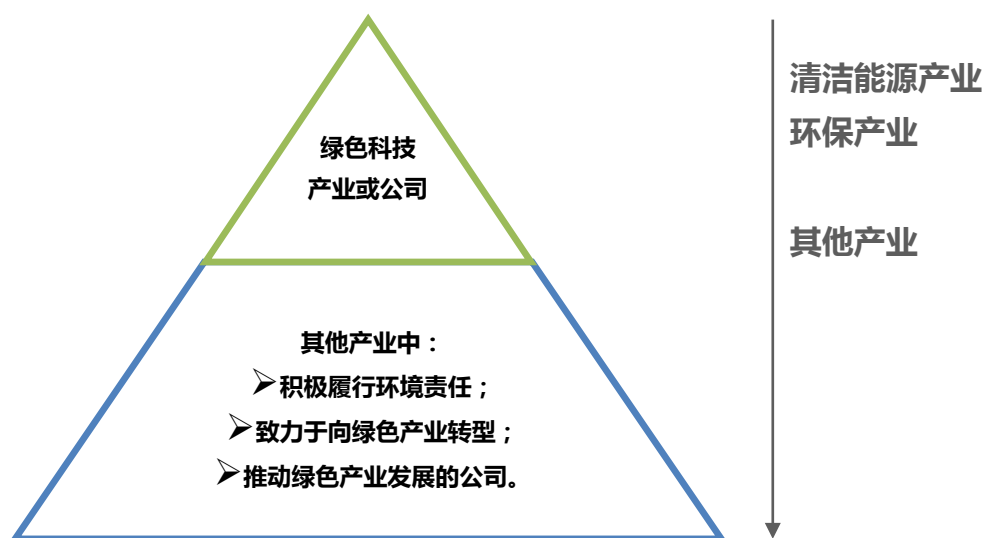 绿色科技
产业或公司
其他产业中：
➢积极履行环境责任；
➢致力于向绿色产业转型；
➢推动绿色产业发展的公司。
清洁能源产业
环保产业
其他产业